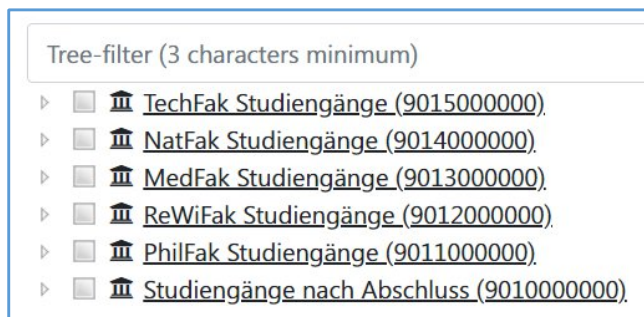 Tree-filter (3 characters minimum)
TechFak Studiengänge (9015000000)
NatFak Studiengänge (9014000000)
MedFak Studiengänge (9013000000)
ReWiFak Studiengänge (9012000000)
PhilFak Studiengänge (9011000000)
Studiengänge nach Abschluss (9010000000)